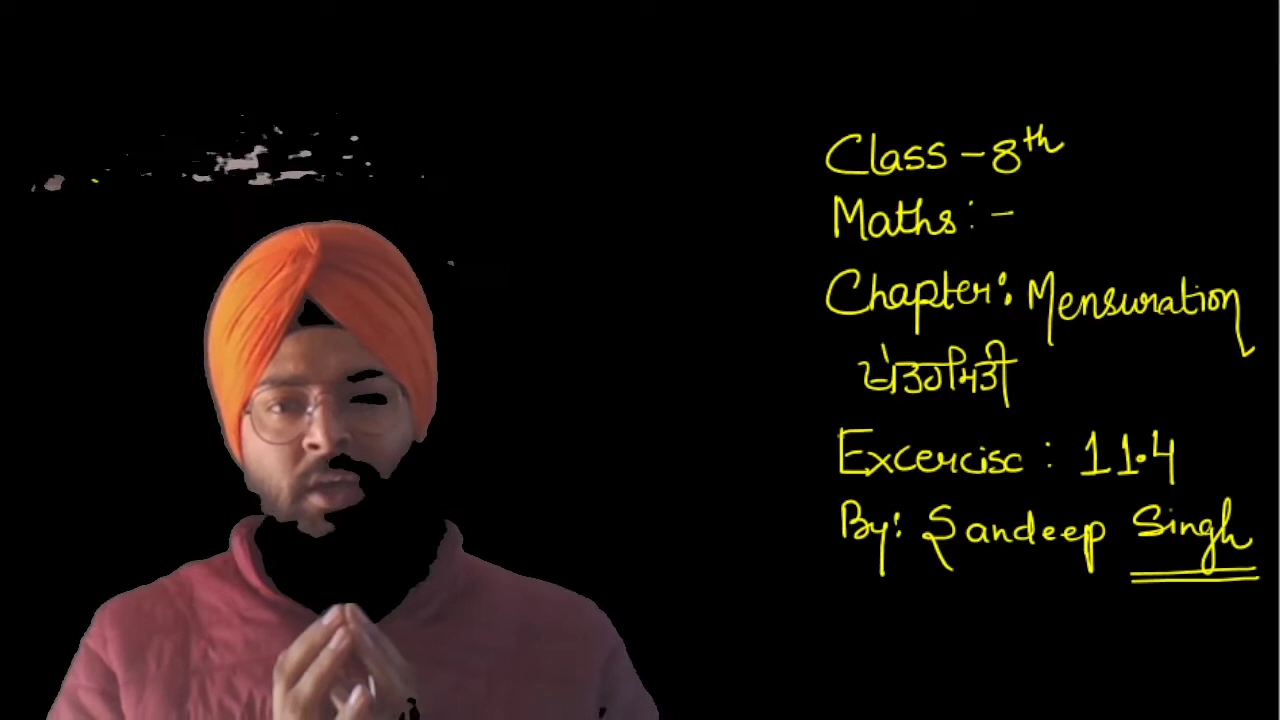 Class - 8th
Maths: -
Chapter: Mensuration
ਖੇਤਰਮਿਤੀ
Excercise : 11.4
By: Sandeep Singh